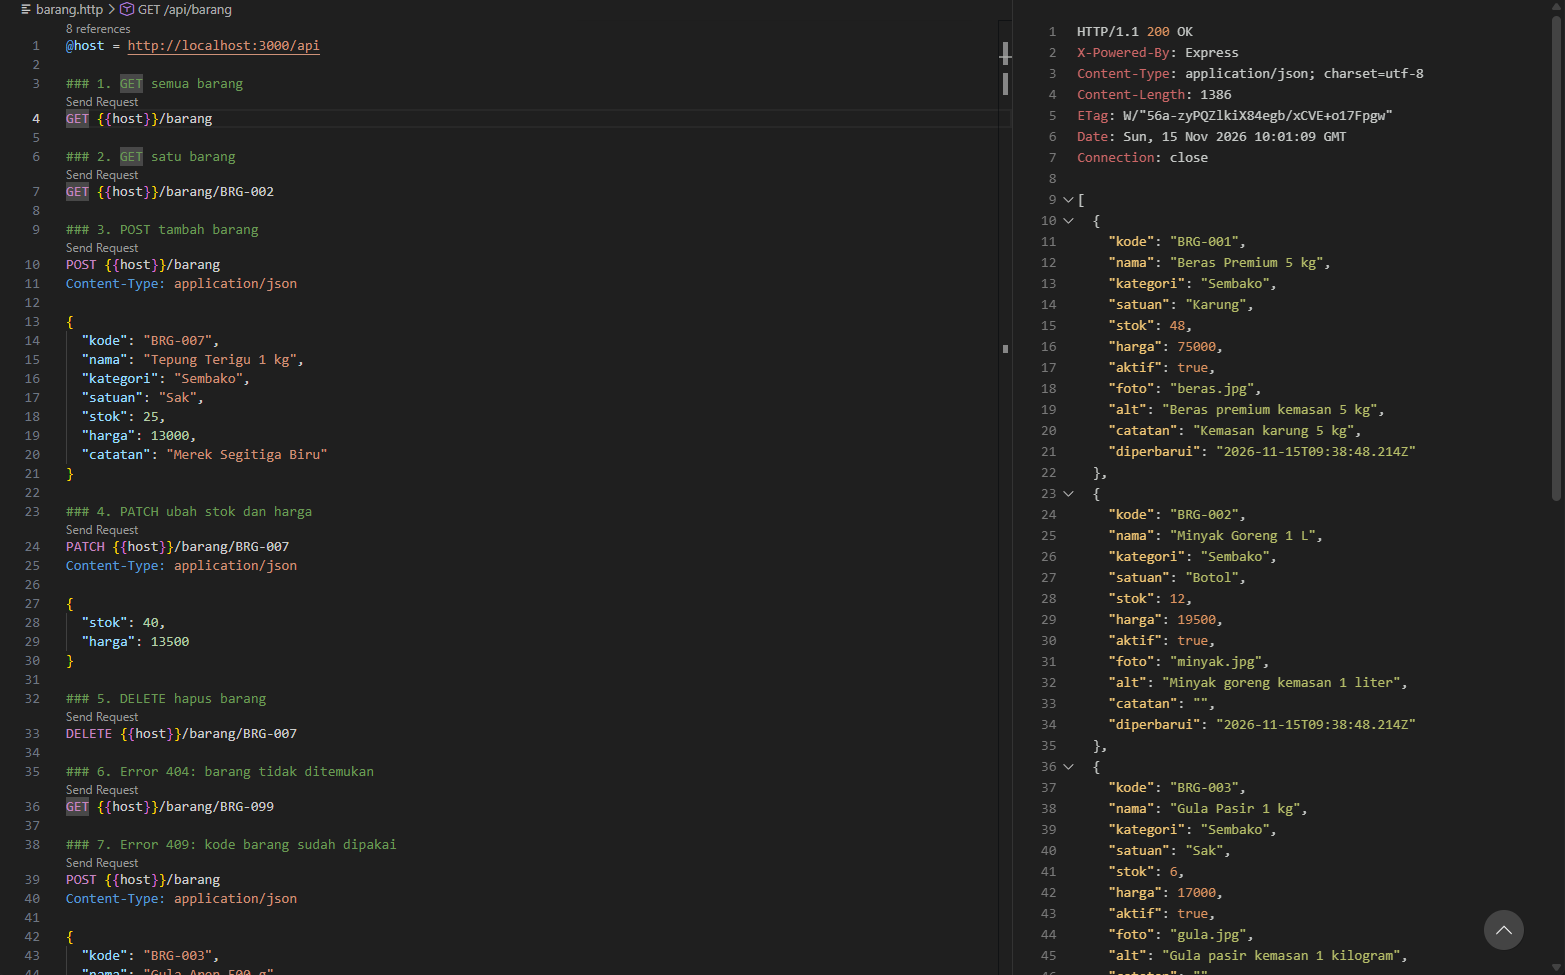 barang.http > GET /api/barang
8 references
1 @host = http://localhost:3000/api
2
3 ### 1. GET semua barang
Send Request
4 GET {{host}}/barang
5
6 ### 2. GET satu barang
Send Request
7 GET {{host}}/barang/BRG-002
8
9 ### 3. POST tambah barang
Send Request
10 POST {{host}}/barang
11 Content-Type: application/json
12
13 {
14 "kode": "BRG-007",
15 "nama": "Tepung Terigu 1 kg",
16 "kategori": "Sembako",
17 "satuan": "Sak",
18 "stok": 25,
19 "harga": 13000,
20 "catatan": "Merek Segitiga Biru"
21 }
22
23 ### 4. PATCH ubah stok dan harga
Send Request
24 PATCH {{host}}/barang/BRG-007
25 Content-Type: application/json
26
27 {
28 "stok": 40,
29 "harga": 13500
30 }
31
32 ### 5. DELETE hapus barang
Send Request
33 DELETE {{host}}/barang/BRG-007
34
35 ### 6. Error 404: barang tidak ditemukan
Send Request
36 GET {{host}}/barang/BRG-099
37
38 ### 7. Error 409: kode barang sudah dipakai
Send Request
39 POST {{host}}/barang
40 Content-Type: application/json
41
42 {
43 "kode": "BRG-003",
44 "nama": "Gula Aren 500 g"
1 HTTP/1.1 200 OK
2 X-Powered-By: Express
3 Content-Type: application/json; charset=utf-8
4 Content-Length: 1386
5 ETag: W/"56a-zyPQZlkiX84egb/xCVE+o17Fpgw"
6 Date: Sun, 15 Nov 2026 10:01:09 GMT
7 Connection: close
8
9 [
10 {
11 "kode": "BRG-001",
12 "nama": "Beras Premium 5 kg",
13 "kategori": "Sembako",
14 "satuan": "Karung",
15 "stok": 48,
16 "harga": 75000,
17 "aktif": true,
18 "foto": "beras.jpg",
19 "alt": "Beras premium kemasan 5 kg",
20 "catatan": "Kemasan karung 5 kg",
21 "diperbarui": "2026-11-15T09:38:48.214Z"
22 },
23 {
24 "kode": "BRG-002",
25 "nama": "Minyak Goreng 1 L",
26 "kategori": "Sembako",
27 "satuan": "Botol",
28 "stok": 12,
29 "harga": 19500,
30 "aktif": true,
31 "foto": "minyak.jpg",
32 "alt": "Minyak goreng kemasan 1 liter",
33 "catatan": "",
34 "diperbarui": "2026-11-15T09:38:48.214Z"
35 },
36 {
37 "kode": "BRG-003",
38 "nama": "Gula Pasir 1 kg",
39 "kategori": "Sembako",
40 "satuan": "Sak",
41 "stok": 6,
42 "harga": 17000,
43 "aktif": true,
44 "foto": "gula.jpg",
45 "alt": "Gula pasir kemasan 1 kilogram",